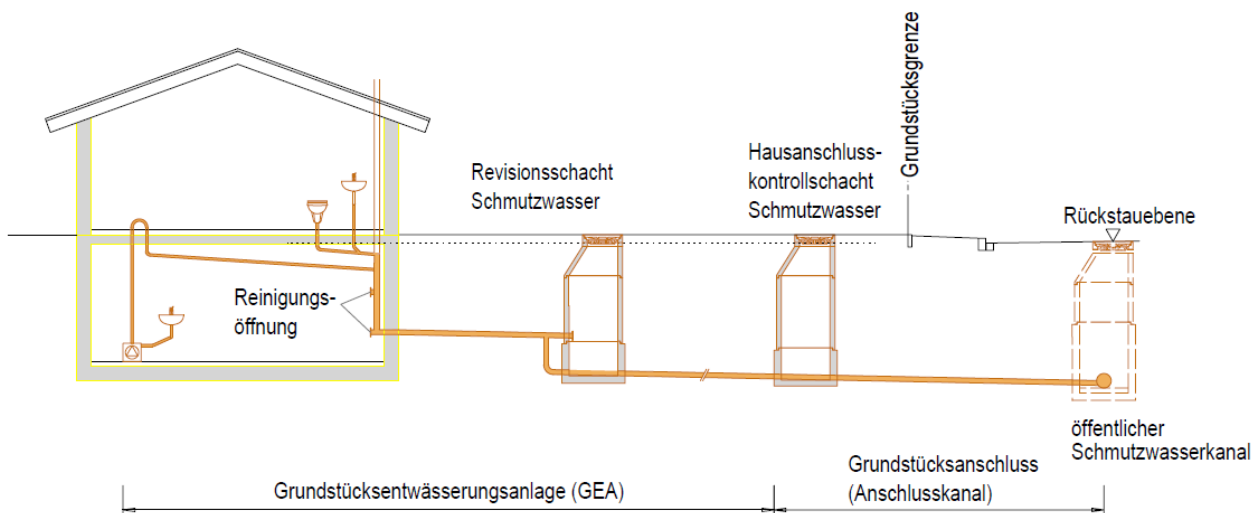 Grundstücksgrenze
Revisionsschacht
Schmutzwasser
Hausanschluss-
kontrollschacht
Schmutzwasser
Rückstauebene
Reinigungs-
öffnung
öffentlicher
Schmutzwasserkanal
Grundstücksentwässerungsanlage (GEA)
Grundstücksanschluss
(Anschlusskanal)